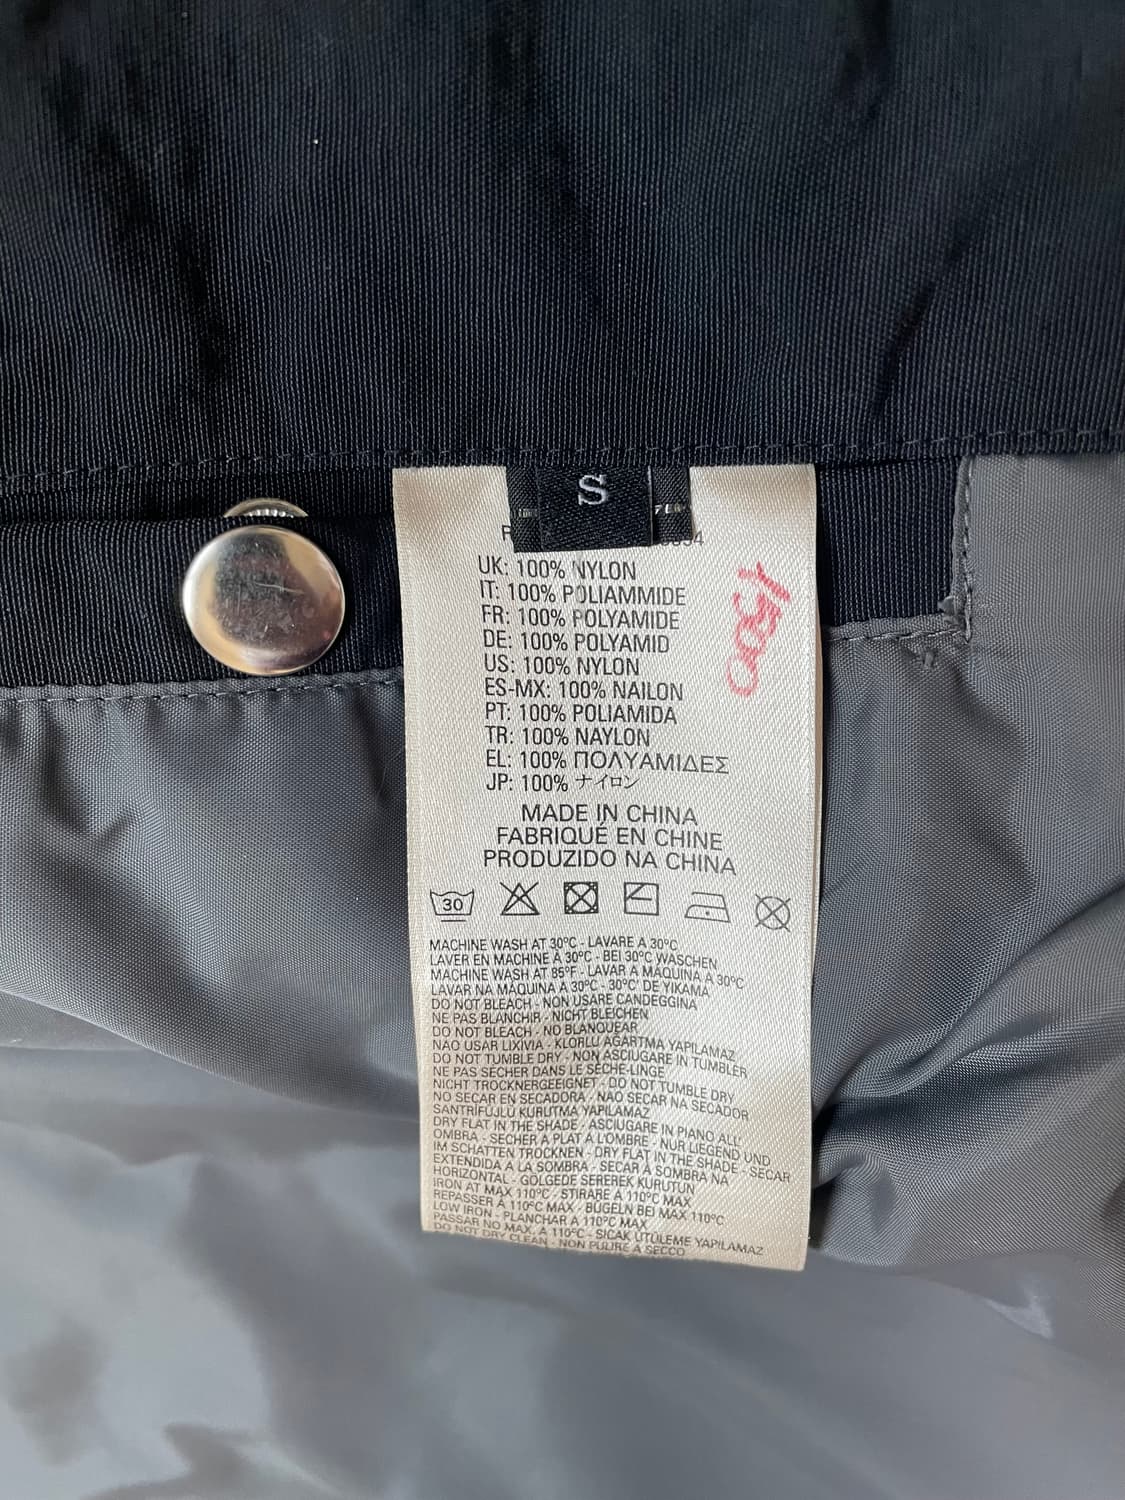 S
UK: 100% NYLON
IT: 100% POLIAMMIDE
FR: 100% POLYAMIDE
DE: 100% POLYAMID
US: 100% NYLON
ES-MX: 100% NAILON
PT: 100% POLIAMIDA
TR: 100% NAYLON
EL: 100% ΠΟΛΥΑΜΙΔΕΣ
JP: 100% ナイロン
1500
MADE IN CHINA
FABRIQUÉ EN CHINE
PRODUZIDO NA CHINA
30
MACHINE WASH AT 30°C - LAVARE A 30°C
LAVER EN MACHINE À 30°C - BEI 30°C WASCHEN
MACHINE WASH AT 85°F - LAVAR A MAQUINA A 30°C
LAVAR NA MÁQUINA A 30°C - 30°C' DE YIKAMA
DO NOT BLEACH - NON USARE CANDEGGINA
NE PAS BLANCHIR - NICHT BLEICHEN
DO NOT BLEACH - NO BLANQUEAR
NAO USAR LIXIVIA - KLORLU AGARTMA YAPILAMAZ
DO NOT TUMBLE DRY - NON ASCIUGARE IN TUMBLER
NE PAS SÉCHER DANS LE SÈCHE-LINGE
NICHT TROCKNERGEEIGNET - DO NOT TUMBLE DRY
NO SECAR EN SECADORA - NAO SECAR NA SECADOR
SANTRİFÜJLÜ KURUTMA YAPILAMAZ
DRY FLAT IN THE SHADE - ASCIUGARE IN PIANO ALL'
OMBRA - SECHER A PLAT A L'OMBRE - NUR LIEGEND UND
IM SCHATTEN TROCKNEN - DRY FLAT IN THE SHADE - SECAR
EXTENDIDA A LA SOMBRA - SECAR À SOMBRA NA
HORIZONTAL - GÖLGEDE SEREREK KURUTUN
IRON AT MAX 110°C - STIRARE A 110°C MAX
REPASSER À 110°C MAX - BÜGELN BEI MAX 110°C
LOW IRON - PLANCHAR A 110°C MAX
PASSAR NO MAX. A 110°C - SICAK ÜTÜLEME YAPILAMAZ
DO NOT DRY CLEAN - NON PULIRE A SECCO